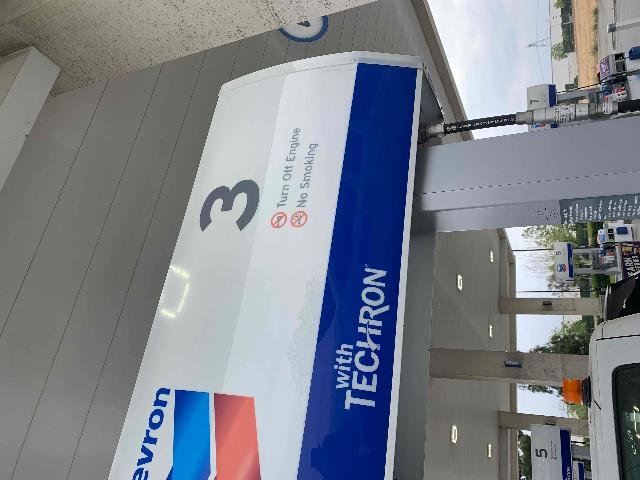 3
Turn Off Engine
No Smoking
evron
with
TECHRON
5